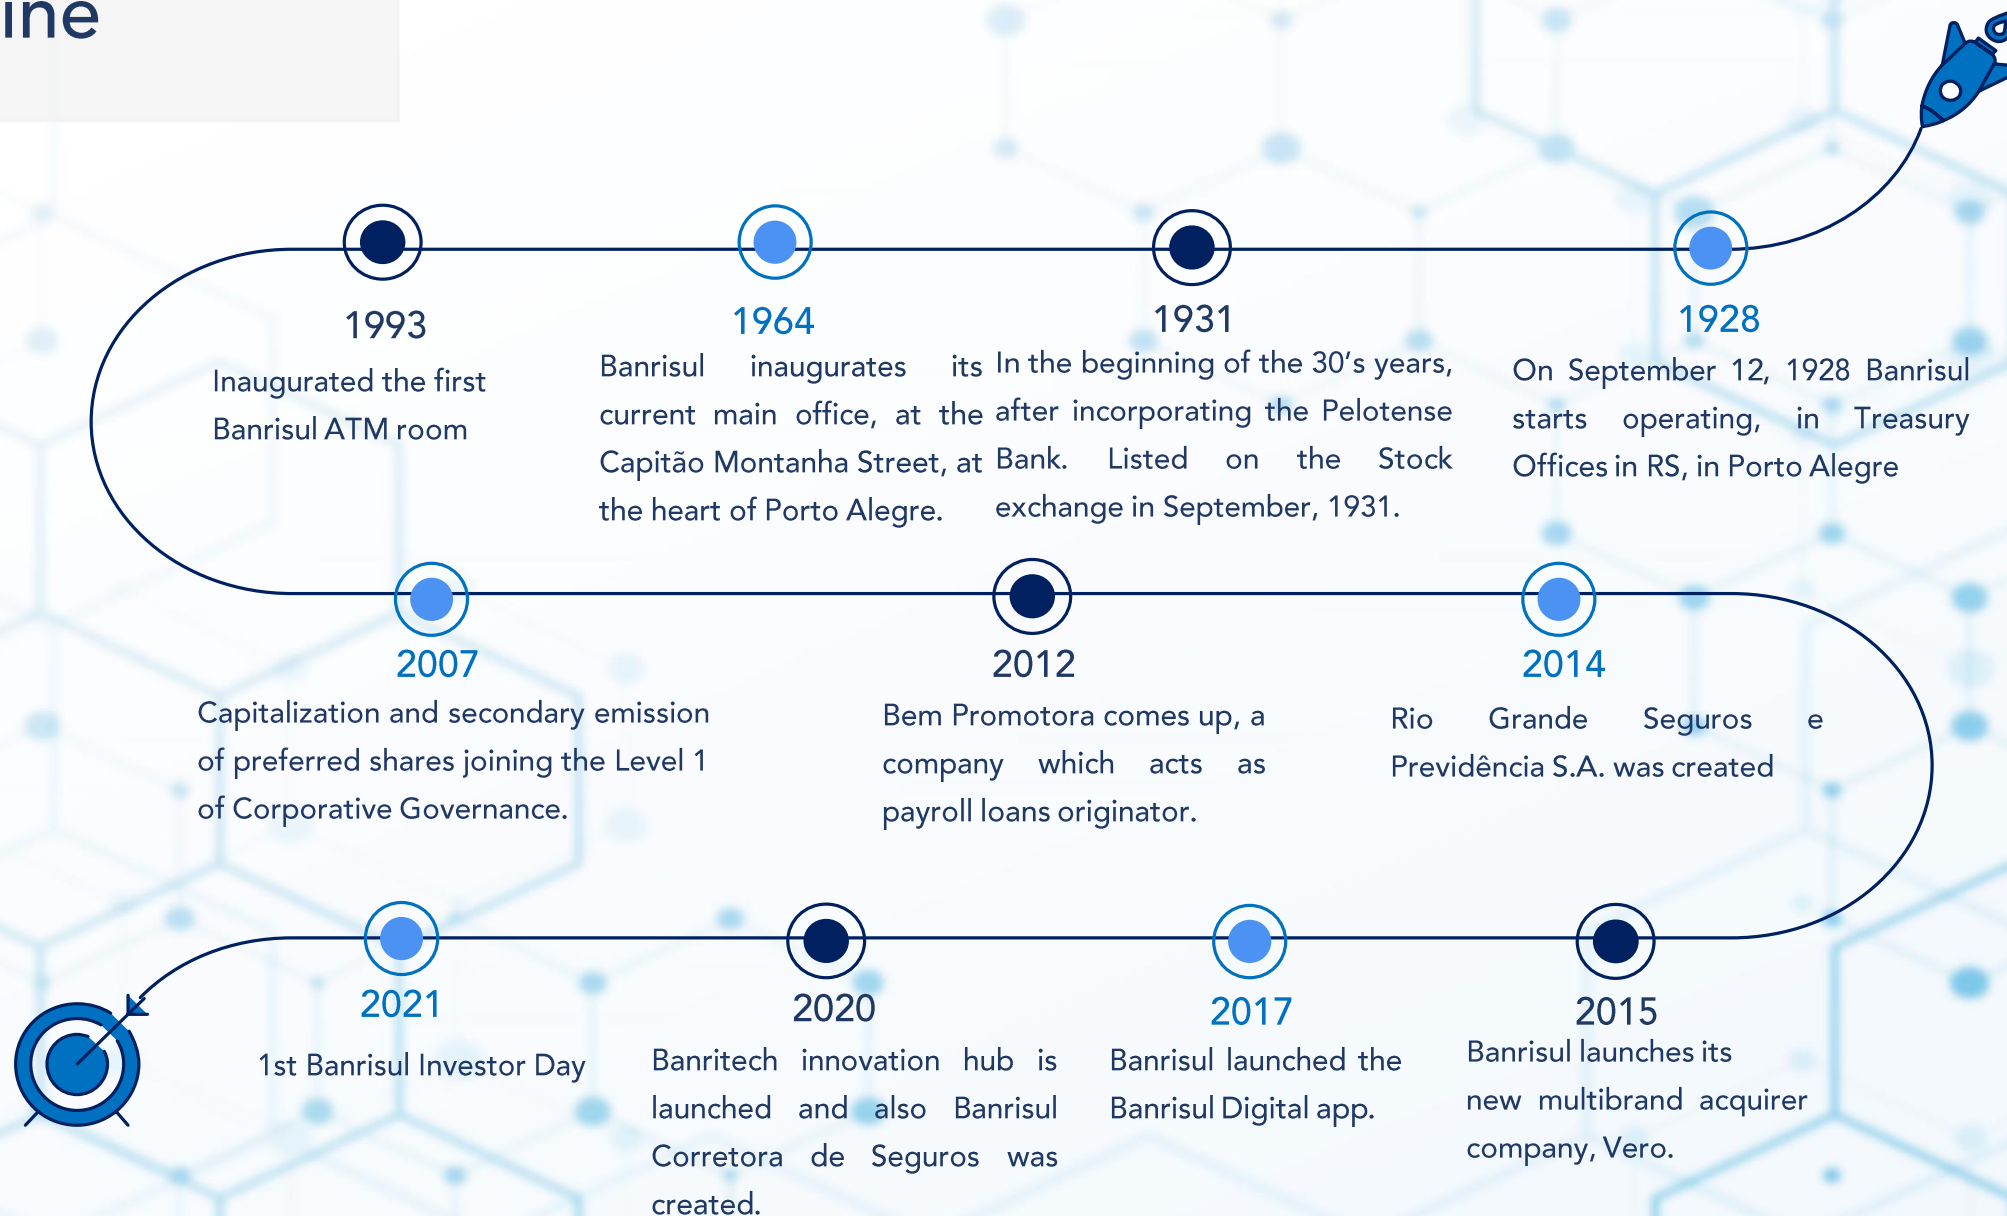 ine
1993
Inaugurated the first
Banrisul ATM room
1964
Banrisul inaugurates its
current main office, at the
Capitão Montanha Street, at
the heart of Porto Alegre.
1931
In the beginning of the 30’s years,
after incorporating the Pelotense
Bank. Listed on the Stock
exchange in September, 1931.
1928
On September 12, 1928 Banrisul
starts operating, in Treasury
Offices in RS, in Porto Alegre
2007
Capitalization and secondary emission
of preferred shares joining the Level 1
of Corporative Governance.
2012
Bem Promotora comes up, a
company which acts as
payroll loans originator.
2014
Rio Grande Seguros e
Previdência S.A. was created
2021
1st Banrisul Investor Day
2020
Banritech innovation hub is
launched and also Banrisul
Corretora de Seguros was
created.
2017
Banrisul launched the
Banrisul Digital app.
2015
Banrisul launches its
new multibrand acquirer
company, Vero.